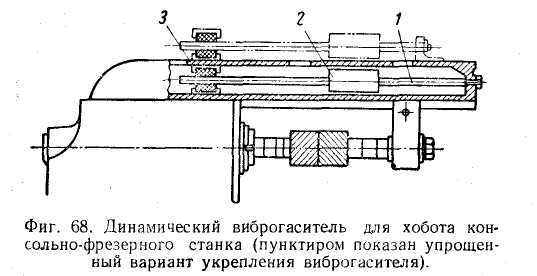 3
2
1
Фиг. 68. Динамический виброгаситель для хобота кон-
сольно-фрезерного станка (пунктиром показан упрощен-
ный вариант укрепления виброгасителя).